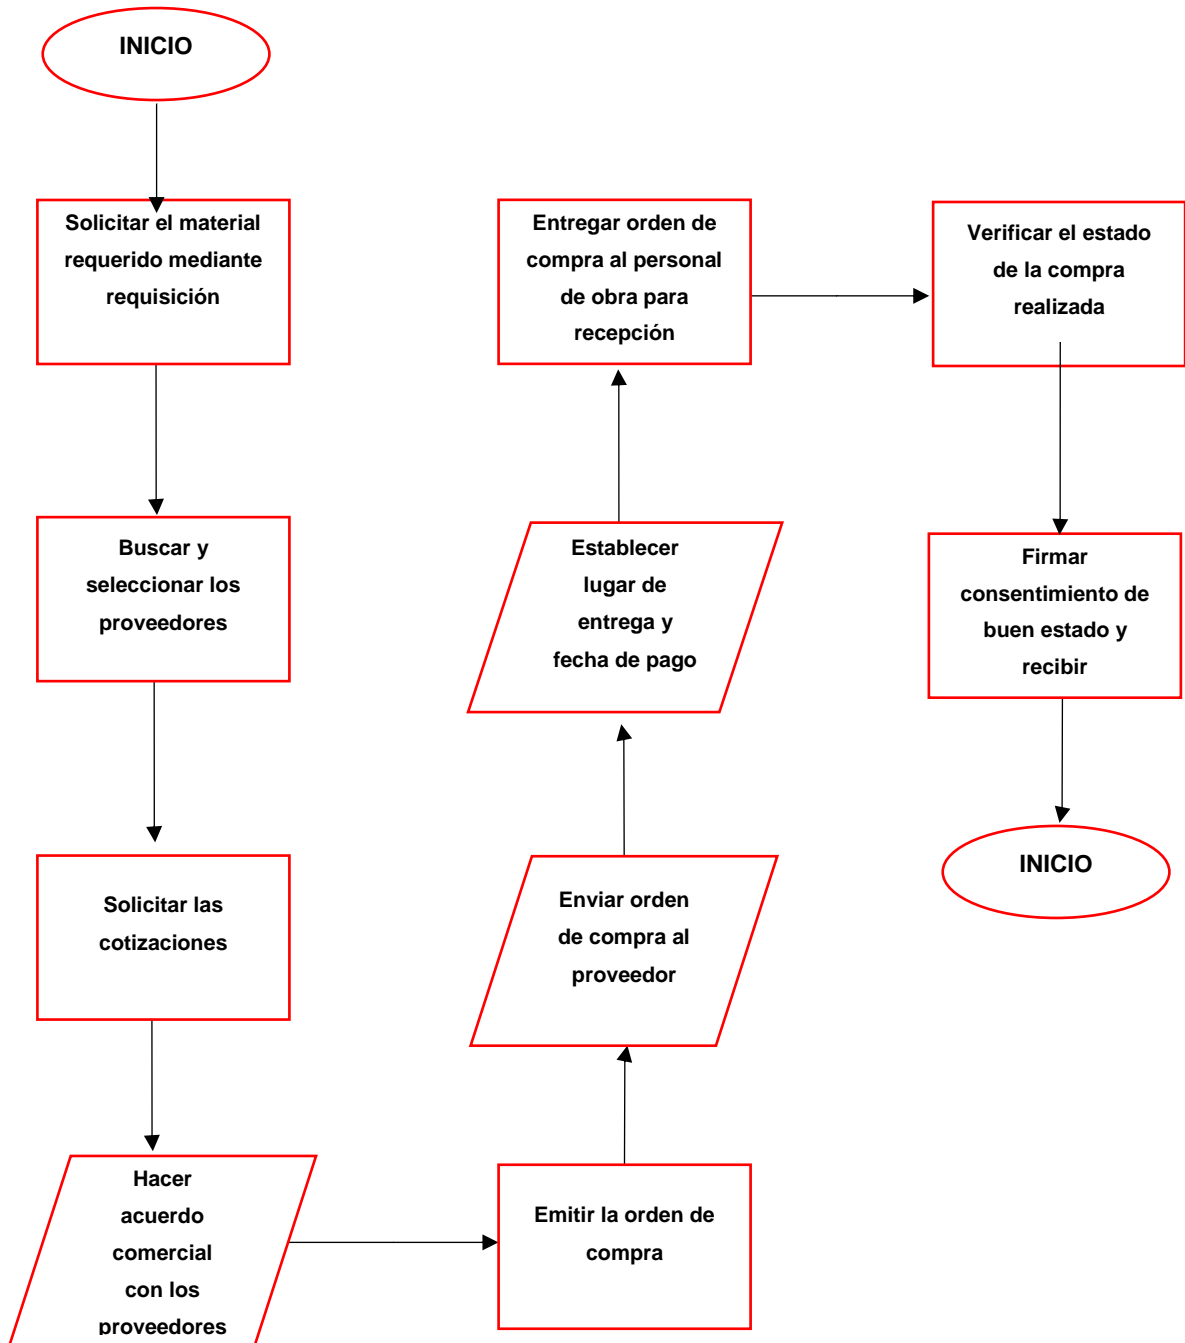 INICIO
Solicitar el material
requerido mediante
requisición
Buscar y
seleccionar los
proveedores
Solicitar las
cotizaciones
Hacer
acuerdo
comercial
con los
proveedores
Emitir la orden de
compra
Enviar orden
de compra al
proveedor
Establecer
lugar de
entrega y
fecha de pago
Entregar orden de
compra al personal
de obra para
recepción
Verificar el estado
de la compra
realizada
Firmar
consentimiento de
buen estado y
recibir
INICIO